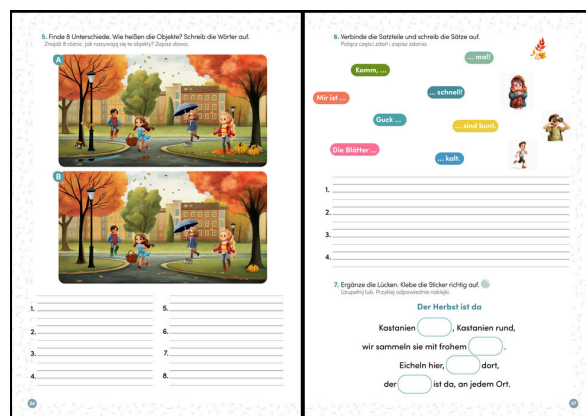 5. Finde 8 Unterschiede. Wie heißen die Objekte? Schreib die Wörter auf.
Znajdź 8 różnic. Jak nazywają się te objekty? Zapisz słowa.
A
B
1.
2.
3.
4.
5.
6.
7.
8.
26
6. Verbinde die Satzteile und schreib die Sätze auf.
Połącz części zdań i zapisz zdania.
... mal!
Komm, ...
Mir ist ...
... schnell!
Guck ...
... sind bunt.
Die Blätter ...
... kalt.
1.
2.
3.
4.
7. Ergänze die Lücken. Klebe die Sticker richtig auf.
Uzupełnij luki. Przyklej odpowiednie naklejki.
Der Herbst ist da
Kastanien , Kastanien rund,
wir sammeln sie mit frohem .
Eicheln hier, dort,
der ist da, an jedem Ort.
27